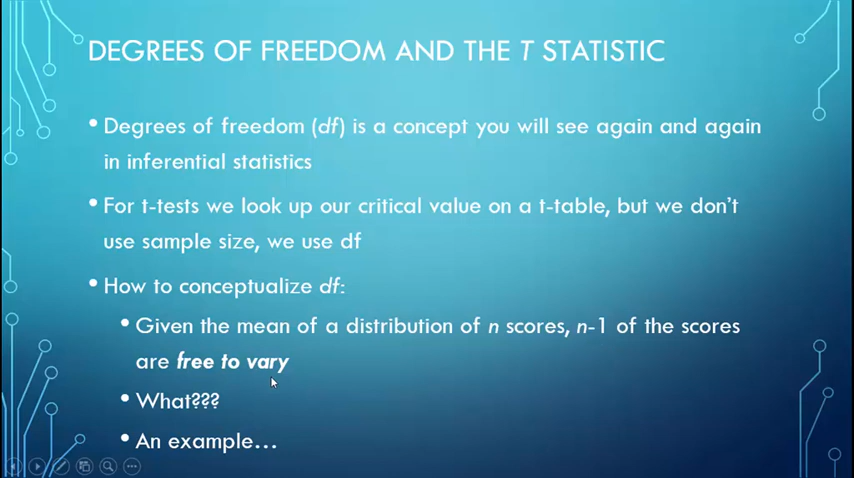 DEGREES OF FREEDOM AND THE T STATISTIC
• Degrees of freedom (df) is a concept you will see again and again
in inferential statistics
• For t-tests we look up our critical value on a t-table, but we don't
use sample size, we use df
• How to conceptualize df:
• Given the mean of a distribution of n scores, n-1 of the scores
are free to vary
• What???
• An example…